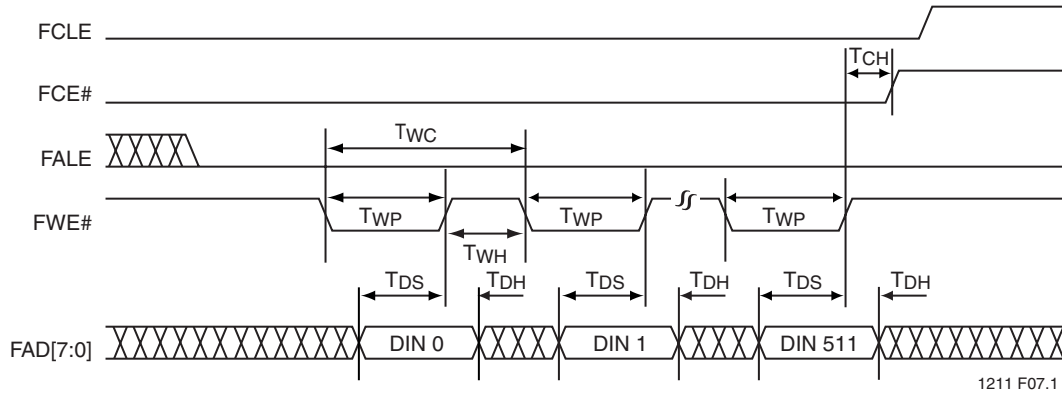 FCLE
TCH
FCE#
TWC
FALE
TWP TWP TWP
FWE#
TWH
TDS TDH TDS TDH TDS TDH
FAD[7:0] DIN 0 DIN 1 DIN 511
1211 F07.1